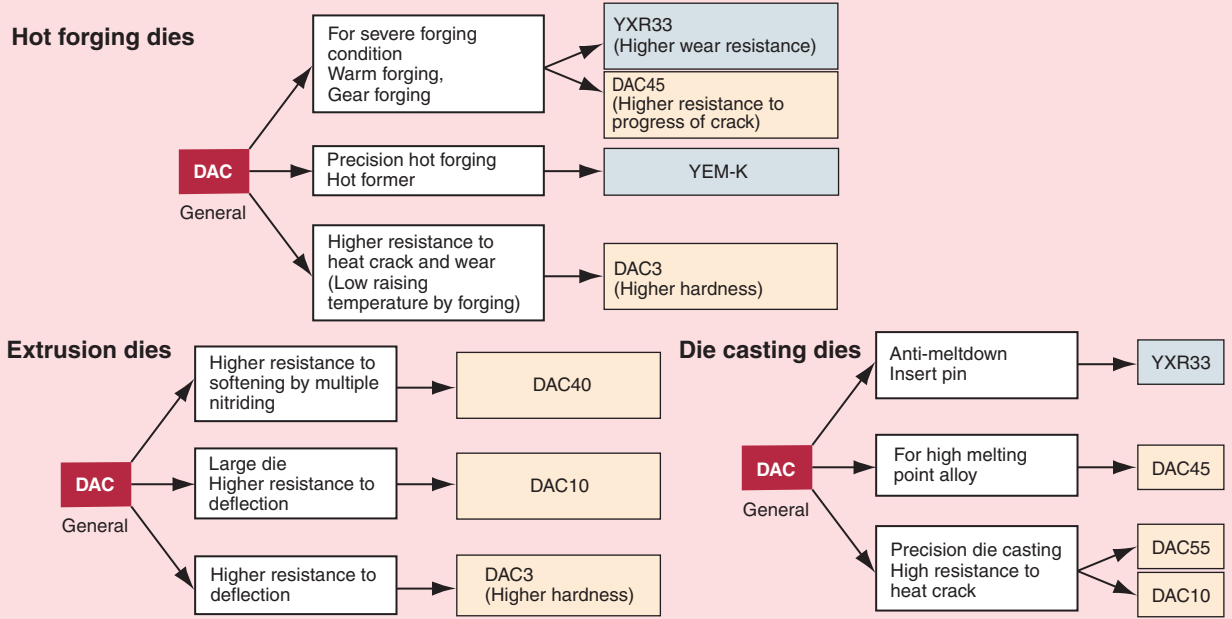 Hot forging dies
DAC
General
For severe forging
condition
Warm forging,
Gear forging
YXR33
(Higher wear resistance)
DAC45
(Higher resistance to
progress of crack)
Precision hot forging
Hot former
YEM-K
Higher resistance to
heat crack and wear
(Low raising
temperature by forging)
DAC3
(Higher hardness)
Extrusion dies
DAC
General
Higher resistance to
softening by multiple
nitriding
DAC40
Large die
Higher resistance to
deflection
DAC10
Higher resistance to
deflection
DAC3
(Higher hardness)
Die casting dies
DAC
General
Anti-meltdown
Insert pin
YXR33
For high melting
point alloy
DAC45
Precision die casting
High resistance to
heat crack
DAC55
DAC10